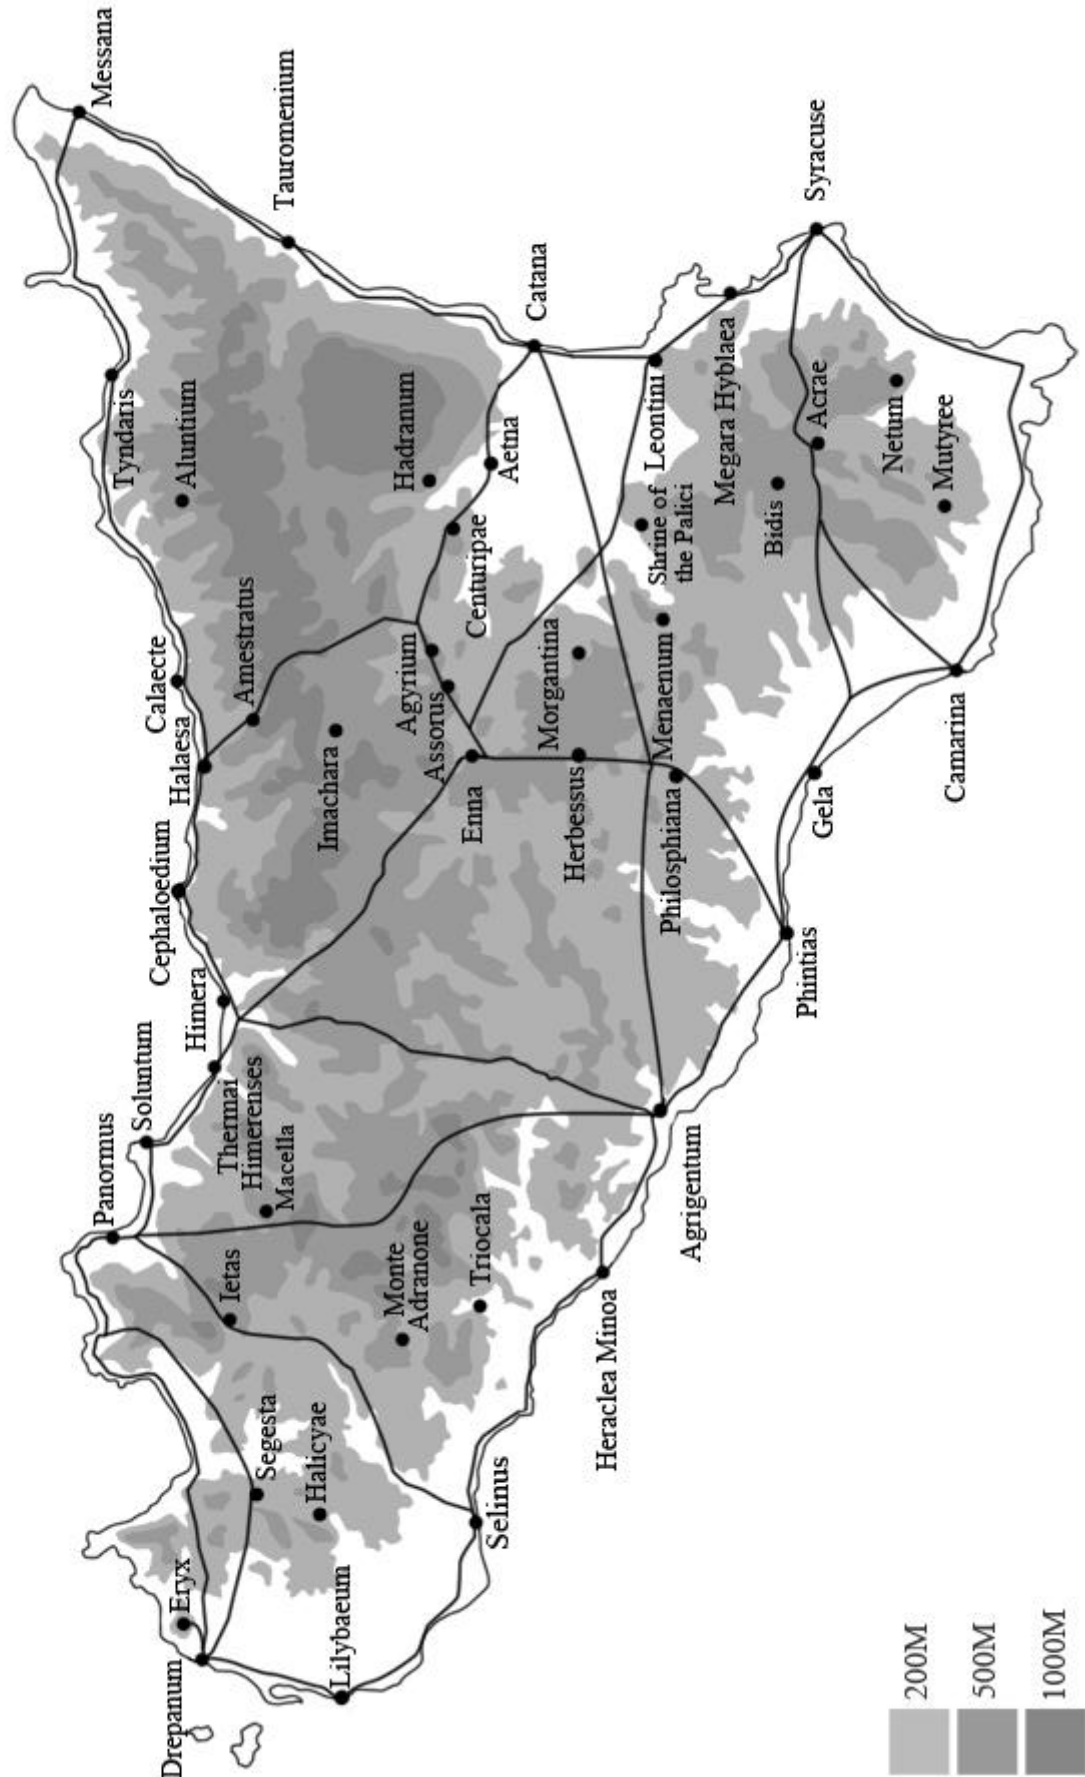 Messana
Tauromenium
Tyndaris
Aluntium
Catana
Syracuse
Hadranum
Aetna
Leontini
Megara Hyblaea
Acrae
Netum
Mutyree
Shrine of
the Palici
Bidis
Centuripae
Calaecte
Amestratus
Halaesa
Agyrium
Assorus
Morgantina
Menaenum
Imachara
Enna
Herbessus
Philosphiana
Gela
Camarina
Cephaloedium
Himera
Phintias
Soluntum
Thermai
Himerenses
Macella
Panormus
Agrigentum
Ietas
Monte
Adranone
Triocala
Heraclea Minoa
Segesta
Halicyae
Selinus
Eryx
Drepanum
Lilybaeum
200M
500M
1000M